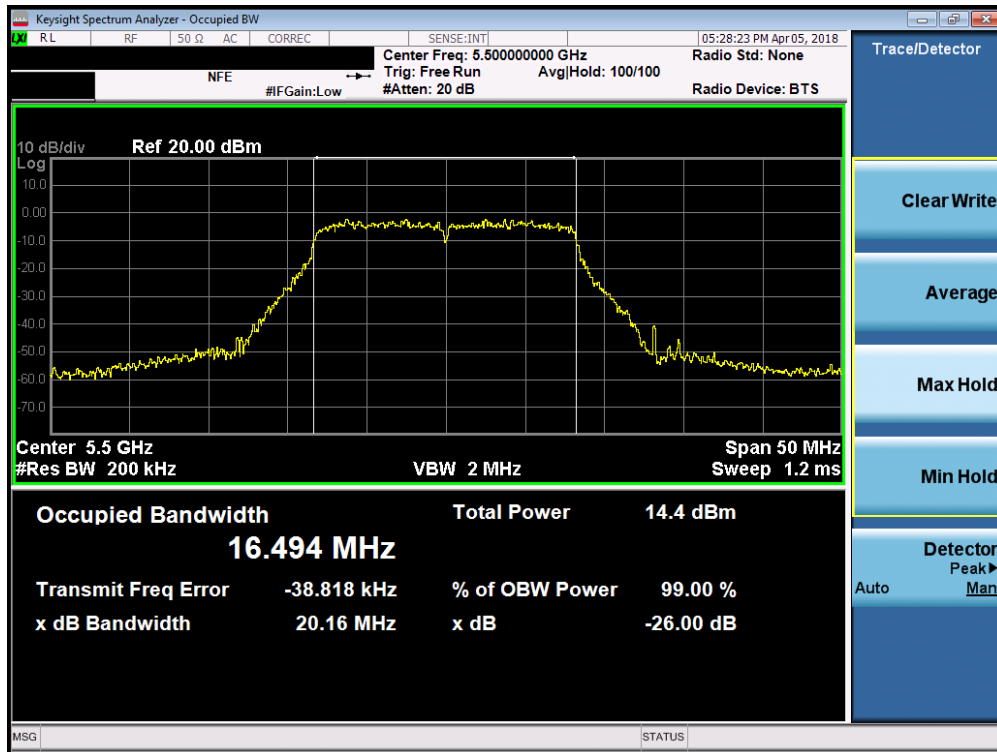 Keysight Spectrum Analyzer - Occupied BW
LXI RL RF 50 Ω AC CORREC SENSE:INT 05:28:23 PM Apr 05, 2018
Center Freq: 5.500000000 GHz Radio Std: None
NFE Trig: Free Run Avg|Hold: 100/100
#IFGain:Low #Atten: 20 dB Radio Device: BTS
Trace/Detector
10 dB/div Ref 20.00 dBm
Log
10.0
0.00
-10.0
-20.0
-30.0
-40.0
-50.0
-60.0
-70.0
Center 5.5 GHz Span 50 MHz
#Res BW 200 kHz VBW 2 MHz Sweep 1.2 ms
Occupied Bandwidth Total Power 14.4 dBm
16.494 MHz
Transmit Freq Error -38.818 kHz % of OBW Power 99.00 %
x dB Bandwidth 20.16 MHz x dB -26.00 dB
Clear Write
Average
Max Hold
Min Hold
Detector
Peak▶
Auto Man
MSG STATUS